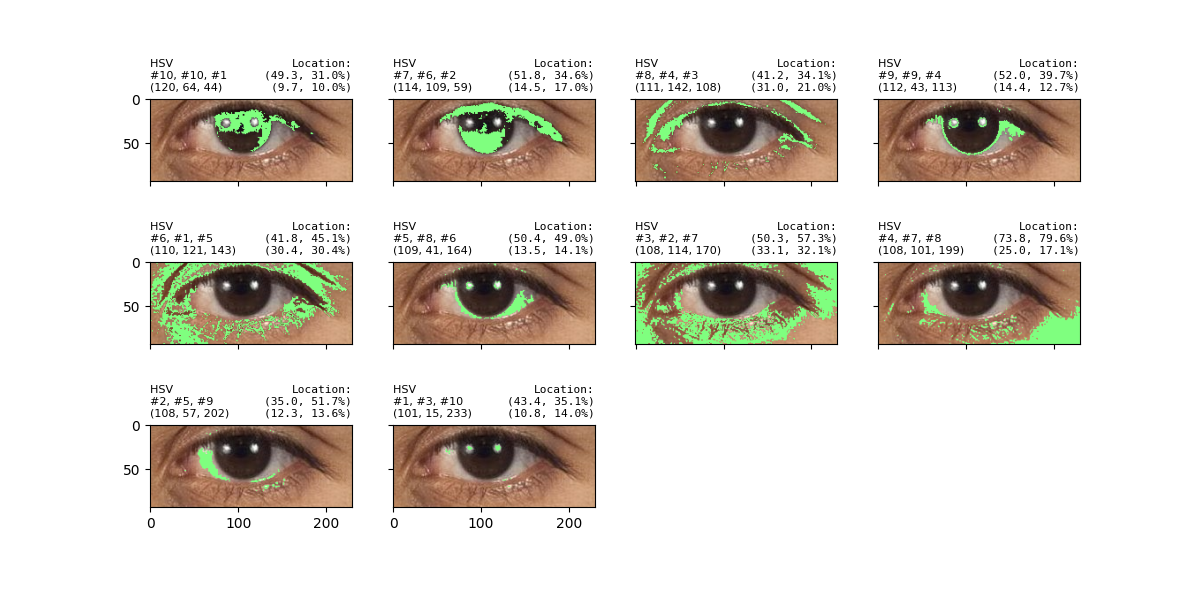 HSV Location:
#10, #10, #1 (49.3, 31.0%)
(120, 64, 44) (9.7, 10.0%)
HSV Location:
#7, #6, #2 (51.8, 34.6%)
(114, 109, 59) (14.5, 17.0%)
HSV Location:
#8, #4, #3 (41.2, 34.1%)
(111, 142, 108) (31.0, 21.0%)
HSV Location:
#9, #9, #4 (52.0, 39.7%)
(112, 43, 113) (14.4, 12.7%)
0
50
HSV Location:
#6, #1, #5 (41.8, 45.1%)
(110, 121, 143) (30.4, 30.4%)
HSV Location:
#5, #8, #6 (50.4, 49.0%)
(109, 41, 164) (13.5, 14.1%)
HSV Location:
#3, #2, #7 (50.3, 57.3%)
(108, 114, 170) (33.1, 32.1%)
HSV Location:
#4, #7, #8 (73.8, 79.6%)
(108, 101, 199) (25.0, 17.1%)
0
50
HSV Location:
#2, #5, #9 (35.0, 51.7%)
(108, 57, 202) (12.3, 13.6%)
HSV Location:
#1, #3, #10 (43.4, 35.1%)
(101, 15, 233) (10.8, 14.0%)
0
50
0 100 200
0 100 200